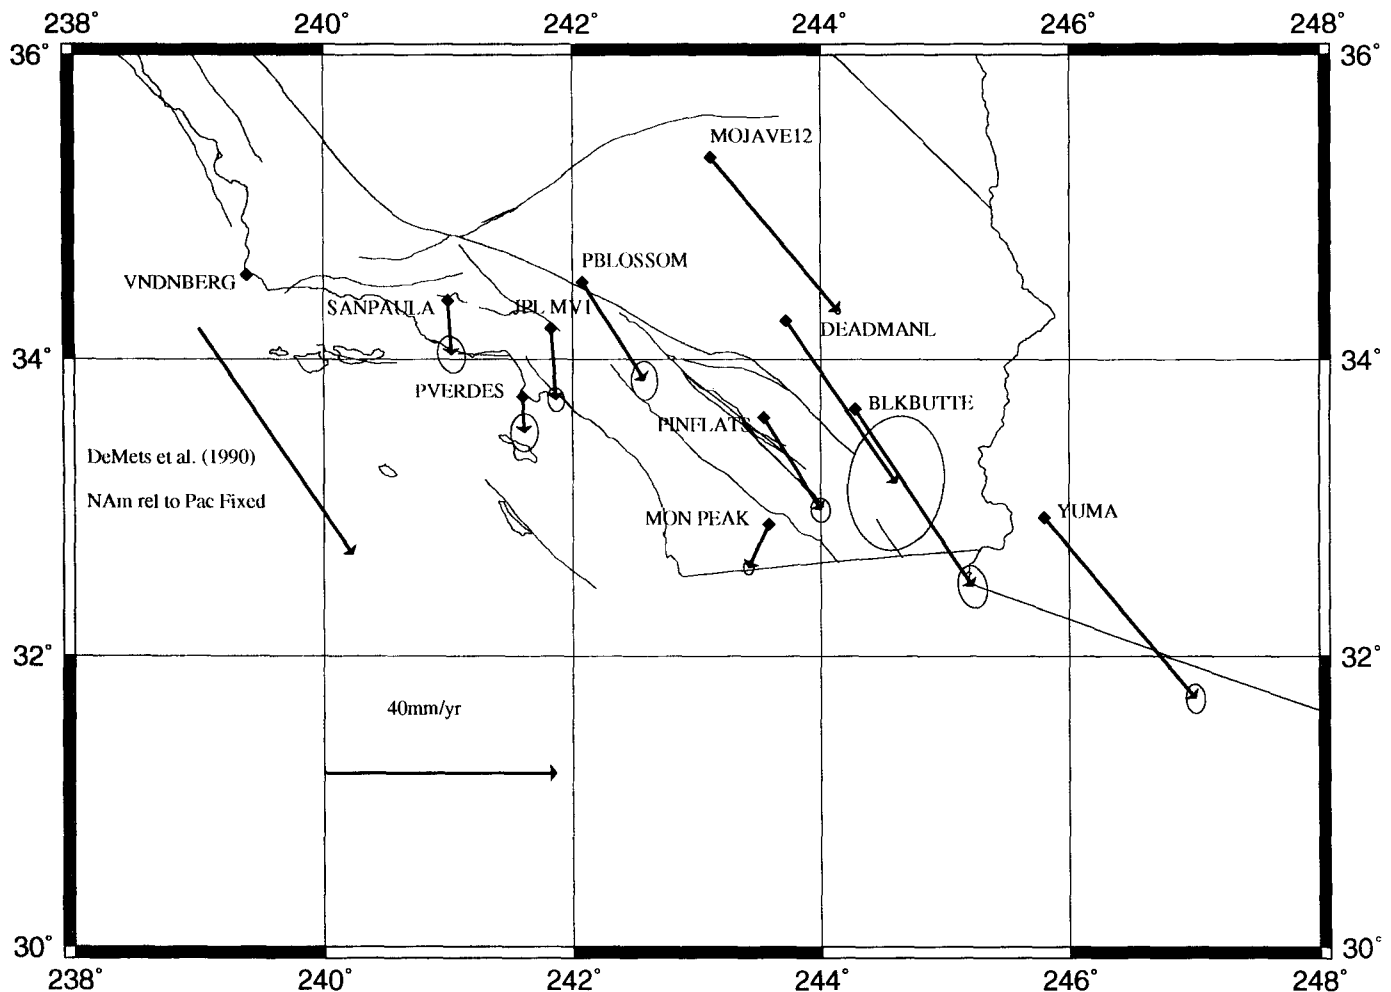 238° 240° 242° 244° 246° 248°
36° 36°
MOJAVE12
PBLOSSOM
VNDNBERG
SANPAULA JPL MV1
DEADMANL
34° 34°
PVERDES
BLKBUTTE
PINFLATS
DeMets et al. (1990)
NAm rel to Pac Fixed
MON PEAK
YUMA
32° 32°
40mm/yr
30° 30°
238° 240° 242° 244° 246° 248°